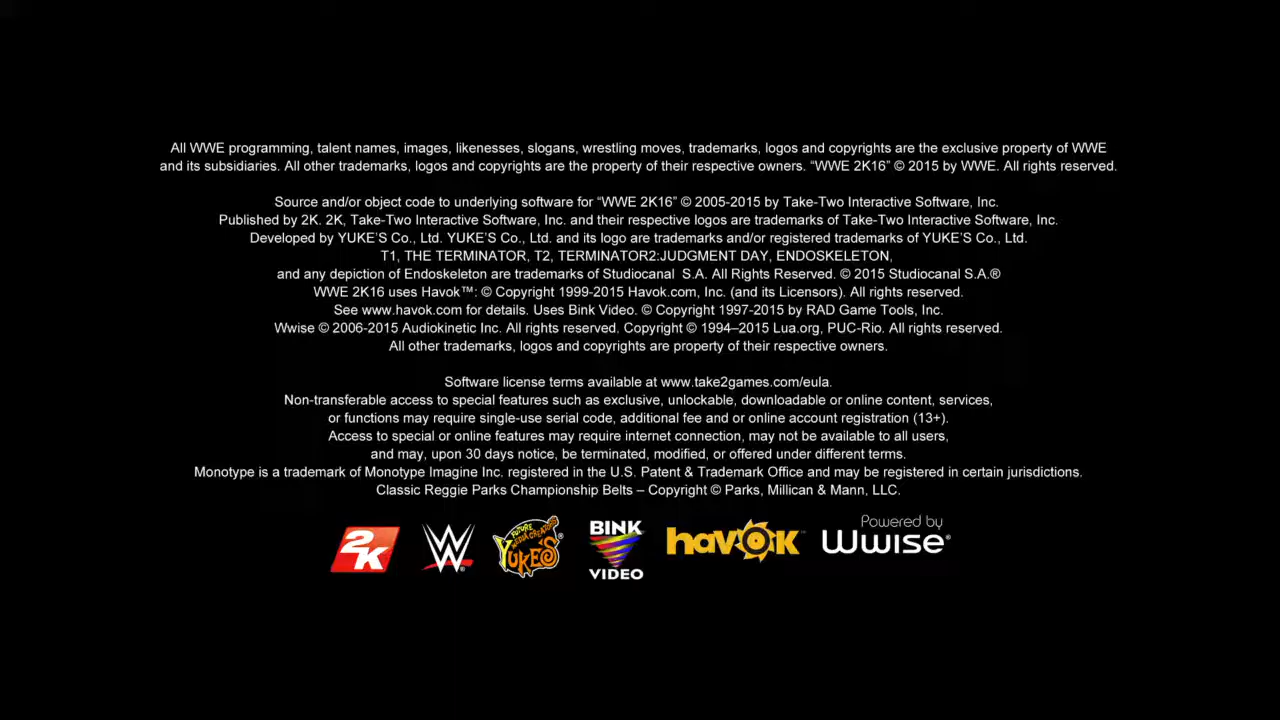 All WWE programming, talent names, images, likenesses, slogans, wrestling moves, trademarks, logos and copyrights are the exclusive property of WWE
and its subsidiaries. All other trademarks, logos and copyrights are the property of their respective owners. “WWE 2K16” © 2015 by WWE. All rights reserved.
Source and/or object code to underlying software for “WWE 2K16” © 2005-2015 by Take-Two Interactive Software, Inc.
Published by 2K. 2K, Take-Two Interactive Software, Inc. and their respective logos are trademarks of Take-Two Interactive Software, Inc.
Developed by YUKE’S Co., Ltd. YUKE’S Co., Ltd. and its logo are trademarks and/or registered trademarks of YUKE’S Co., Ltd.
T1, THE TERMINATOR, T2, TERMINATOR2:JUDGMENT DAY, ENDOSKELETON,
and any depiction of Endoskeleton are trademarks of Studiocanal S.A. All Rights Reserved. © 2015 Studiocanal S.A.®
WWE 2K16 uses Havok™: © Copyright 1999-2015 Havok.com, Inc. (and its Licensors). All rights reserved.
See www.havok.com for details. Uses Bink Video. © Copyright 1997-2015 by RAD Game Tools, Inc.
Wwise © 2006-2015 Audiokinetic Inc. All rights reserved. Copyright © 1994–2015 Lua.org, PUC-Rio. All rights reserved.
All other trademarks, logos and copyrights are property of their respective owners.
Software license terms available at www.take2games.com/eula.
Non-transferable access to special features such as exclusive, unlockable, downloadable or online content, services,
or functions may require single-use serial code, additional fee and or online account registration (13+).
Access to special or online features may require internet connection, may not be available to all users,
and may, upon 30 days notice, be terminated, modified, or offered under different terms.
Monotype is a trademark of Monotype Imagine Inc. registered in the U.S. Patent & Trademark Office and may be registered in certain jurisdictions.
Classic Reggie Parks Championship Belts – Copyright © Parks, Millican & Mann, LLC.
2K
W
FUTURE MEDIA CREATORS
YUKE'S®
BINK
VIDEO
havok™
Powered by
Wwise®